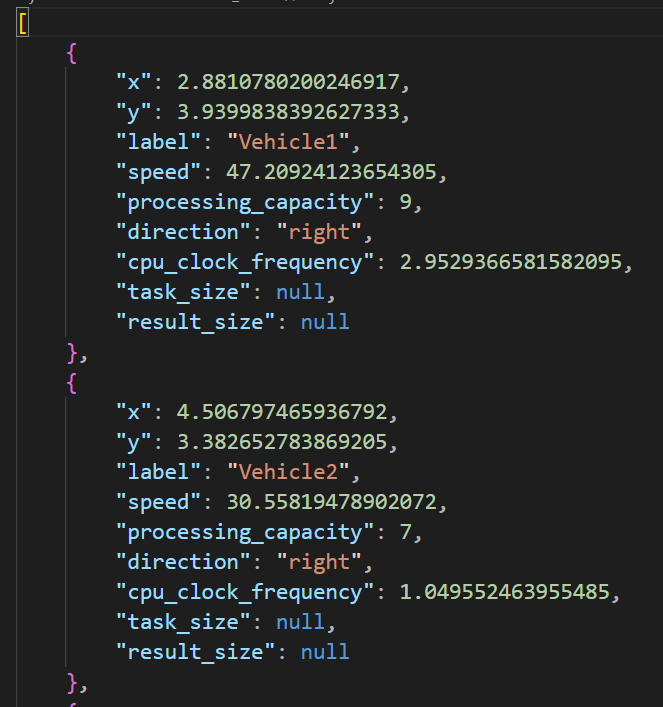 [
{
"x": 2.8810780200246917,
"y": 3.9399838392627333,
"label": "Vehicle1",
"speed": 47.20924123654305,
"processing_capacity": 9,
"direction": "right",
"cpu_clock_frequency": 2.9529366581582095,
"task_size": null,
"result_size": null
},
{
"x": 4.506797465936792,
"y": 3.382652783869205,
"label": "Vehicle2",
"speed": 30.55819478902072,
"processing_capacity": 7,
"direction": "right",
"cpu_clock_frequency": 1.049552463955485,
"task_size": null,
"result_size": null
},